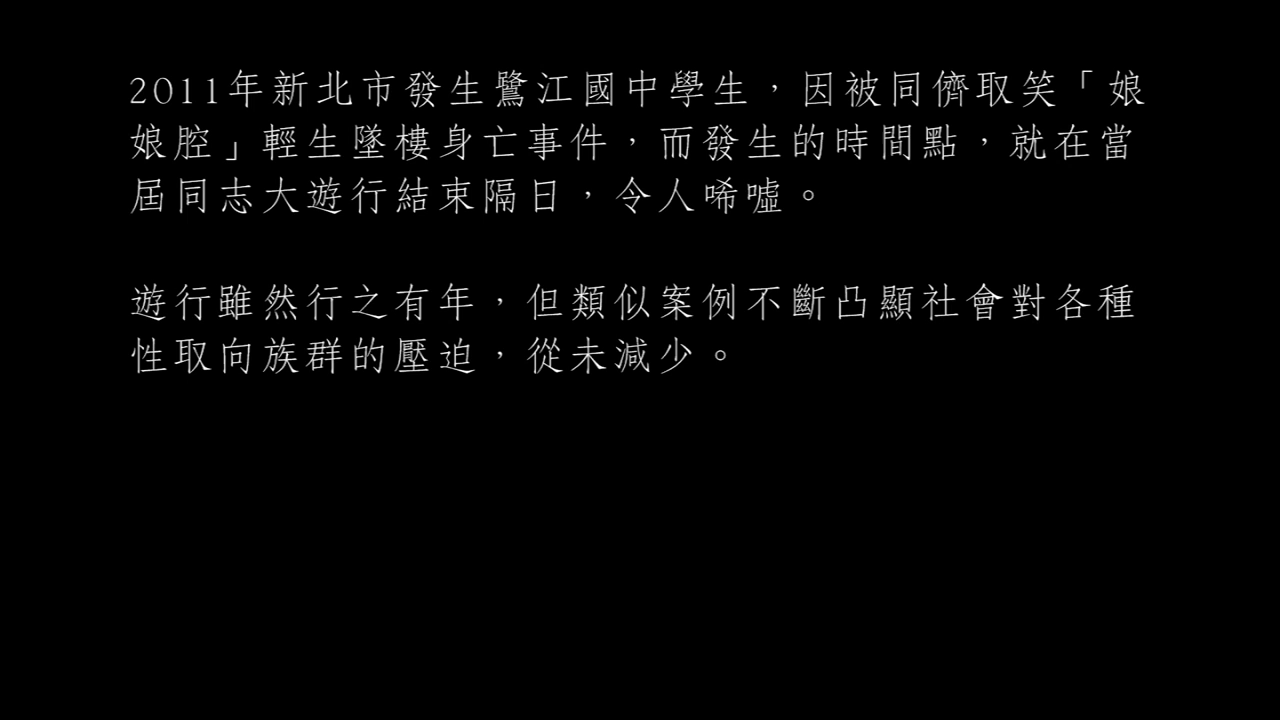 2011年新北市發生鷺江國中學生，因被同儕取笑「娘
娘腔」輕生墜樓身亡事件，而發生的時間點，就在當
屆同志大遊行結束隔日，令人唏噓。
遊行雖然行之有年，但類似案例不斷凸顯社會對各種
性取向族群的壓迫，從未減少。